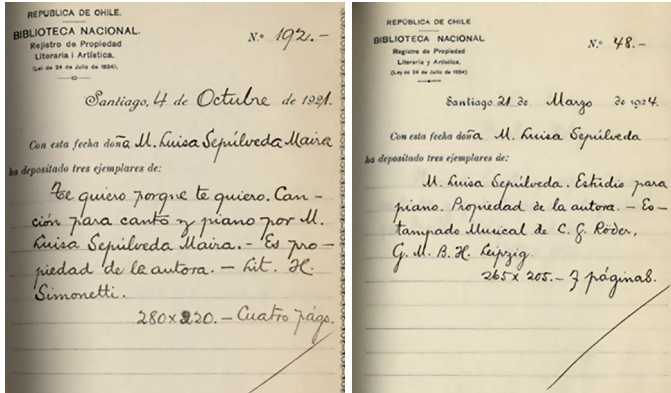 REPÚBLICA DE CHILE.
BIBLIOTECA NACIONAL.
Rejistro de Propiedad
Literaria i Artística.
(Lei de 24 de Julio de 1834).
N.º 192.-
Santiago, 4 de Octubre de 1921.
Con esta fecha doña M. Luisa Sepúlveda Maira
ha depositado tres ejemplares de:
Te quiero porque te quiero. Can-
ción para canto y piano por M.
Luisa Sepúlveda Maira. - Es pro-
piedad de la autora. - Lit. H.
Simonetti.
280 x 220. - Cuatro págs.
REPÚBLICA DE CHILE
BIBLIOTECA NACIONAL
Registro de Propiedad
Literaria y Artística.
(Ley de 24 de Julio de 1834)
N.º 48.-
Santiago, 21 de Marzo de 1924.
Con esta fecha doña M. Luisa Sepúlveda
ha depositado tres ejemplares de:
M. Luisa Sepúlveda. Estudio para
piano. Propiedad de la autora. - Es-
tampado Musical de C. G. Röder,
G. M. B. H. Leipzig.
265 x 205. - 7 páginas.